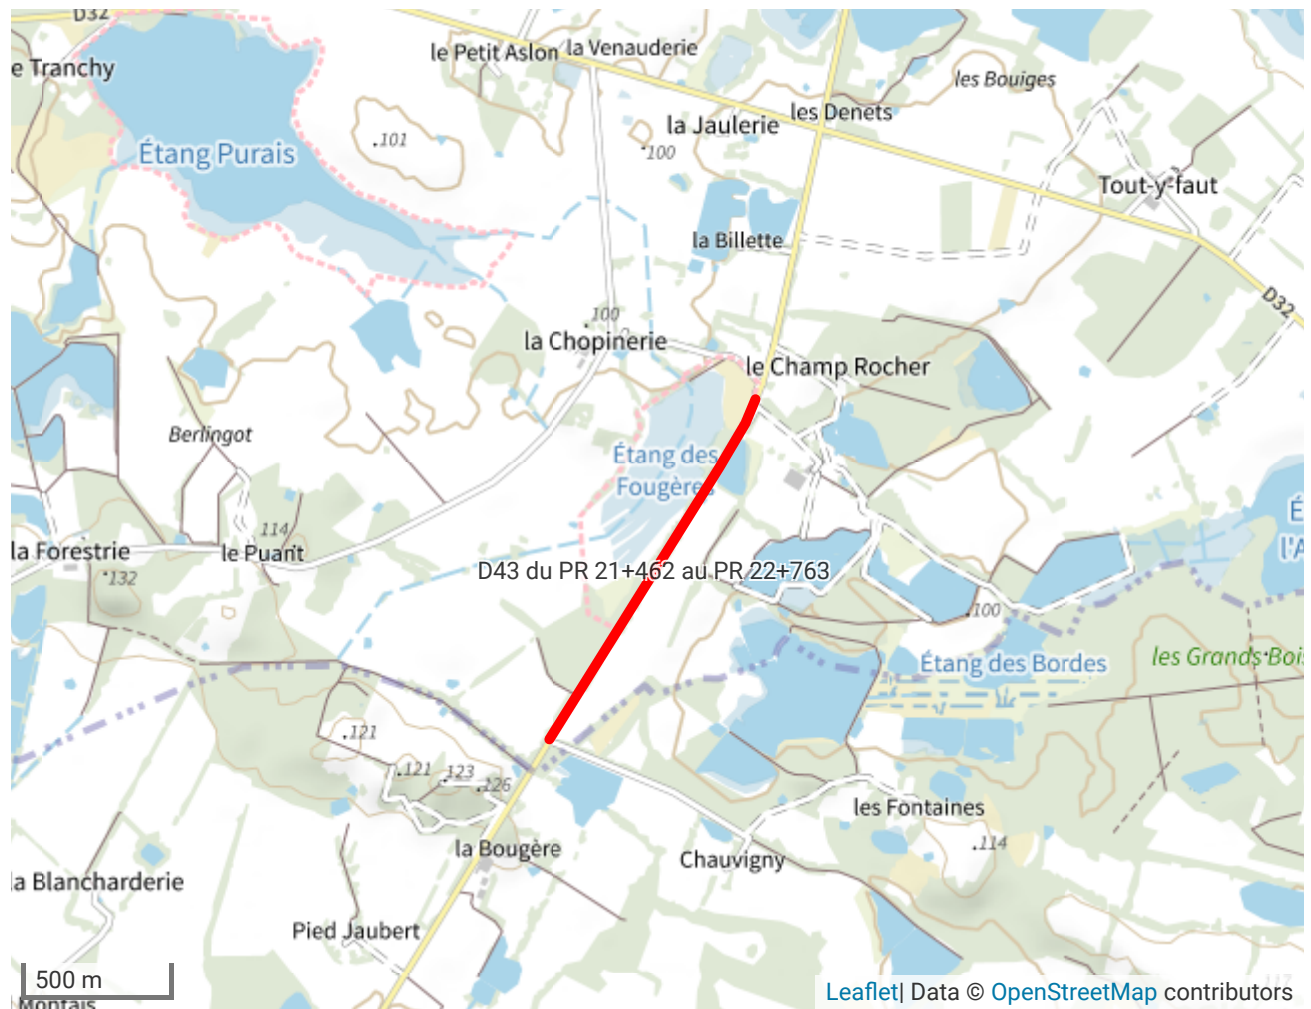 D32
le Petit Aslon
la Venauderie
e Tranchy
les Bouiges
les Denets
la Jaulerie
101
100
Étang Purais
Tout-y-faut
la Billette
D32
100
la Chopinerie
le Champ Rocher
Berlingot
Étang des
Fougères
É
l'A
114
la Forestrie
le Puant
132
D43 du PR 21+462 au PR 22+763
100
Étang des Bordes
les Grands Bois
121
121
123
126
les Fontaines
la Bougère
114
Chauvigny
la Blancharderie
Pied Jaubert
500 m
117
Montais
Leaflet| Data © OpenStreetMap contributors